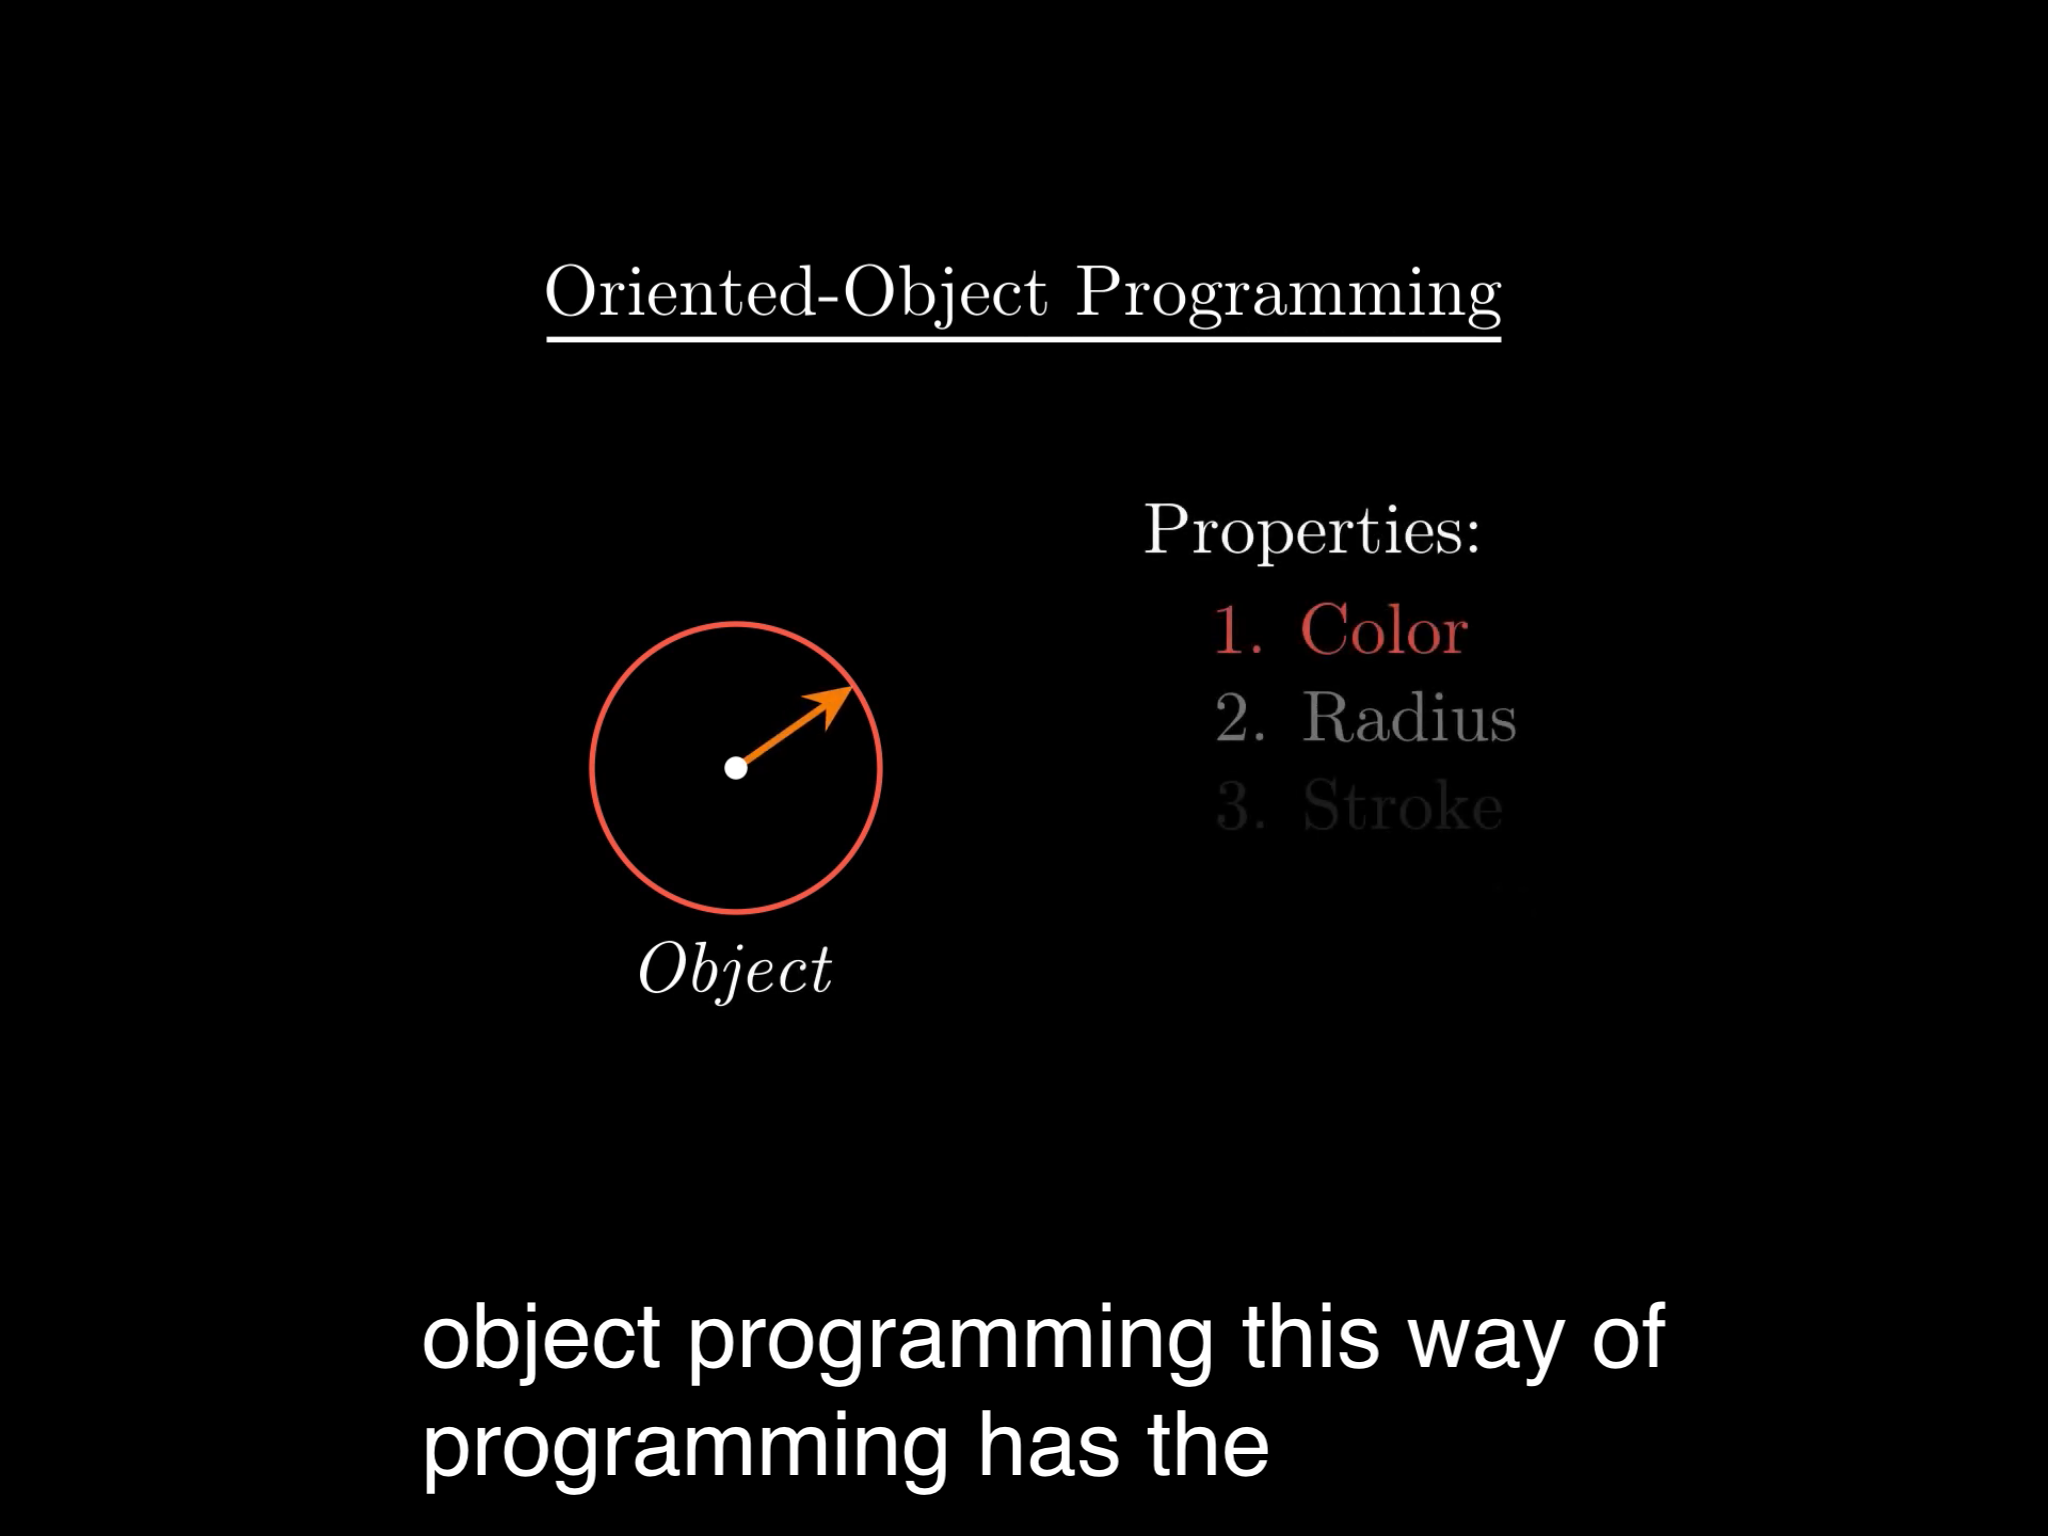 Oriented-Object Programming
Properties:
1. Color
2. Radius
3. Stroke
Object
object programming this way of
programming has the